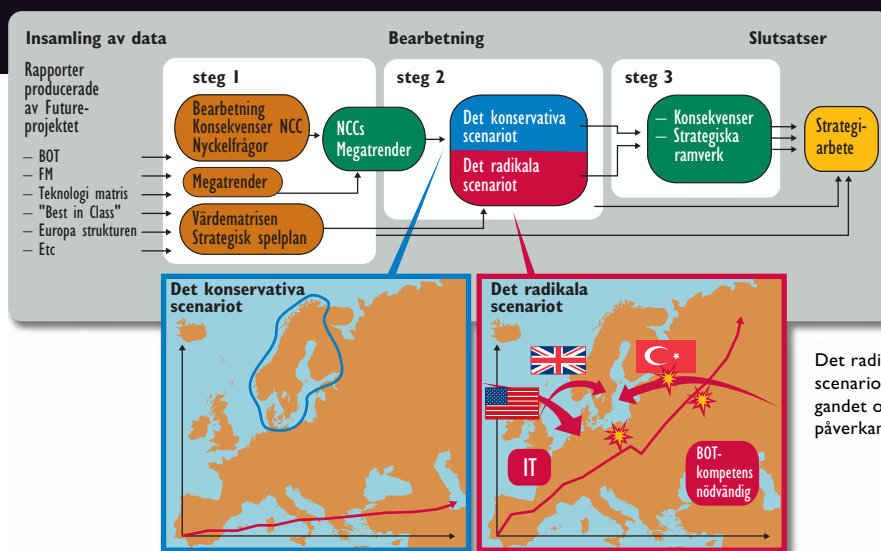 Insamling av data
Bearbetning
Slutsatser
Rapporter
producerade
av Future-
projektet
– BOT
– FM
– Teknologi matris
– "Best in Class"
– Europa strukturen
– Etc
steg 1
Bearbetning
Konsekvenser NCC
Nyckelfrågor
Megatrender
Värdematrisen
Strategisk spelplan
NCCs
Megatrender
steg 2
Det konservativa
scenariot
Det radikala
scenariot
steg 3
– Konsekvenser
– Strategiska
ramverk
Strategi-
arbete
Det konservativa
scenariot
Det radikala
scenariot
IT
BOT-
kompetens
nödvändig
Det radi
scenario
gandet o
påverkar